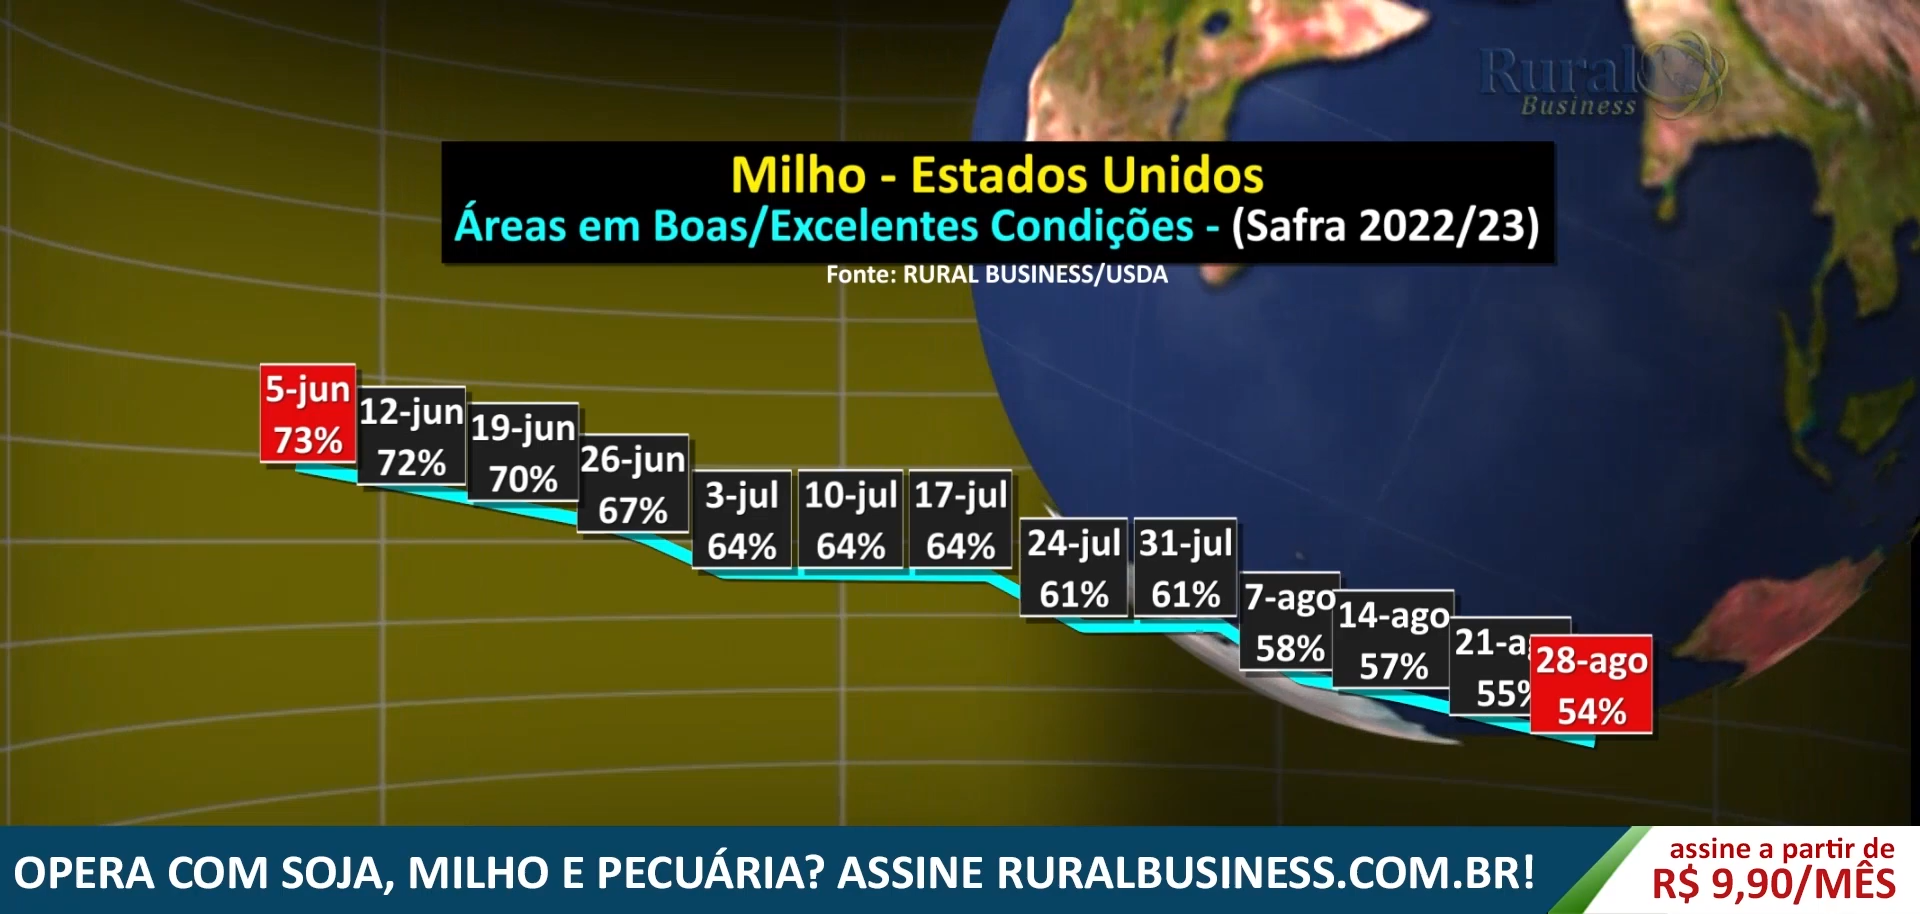 Rural
Business
Milho - Estados Unidos
Áreas em Boas/Excelentes Condições - (Safra 2022/23)
Fonte: RURAL BUSINESS/USDA
5-jun
73%
12-jun
72%
19-jun
70%
26-jun
67%
3-jul
64%
10-jul
64%
17-jul
64%
24-jul
61%
31-jul
61%
7-ago
58%
14-ago
57%
21-a
55%
28-ago
54%
OPERA COM SOJA, MILHO E PECUÁRIA? ASSINE RURALBUSINESS.COM.BR!
assine a partir de
R$ 9,90/MÊS